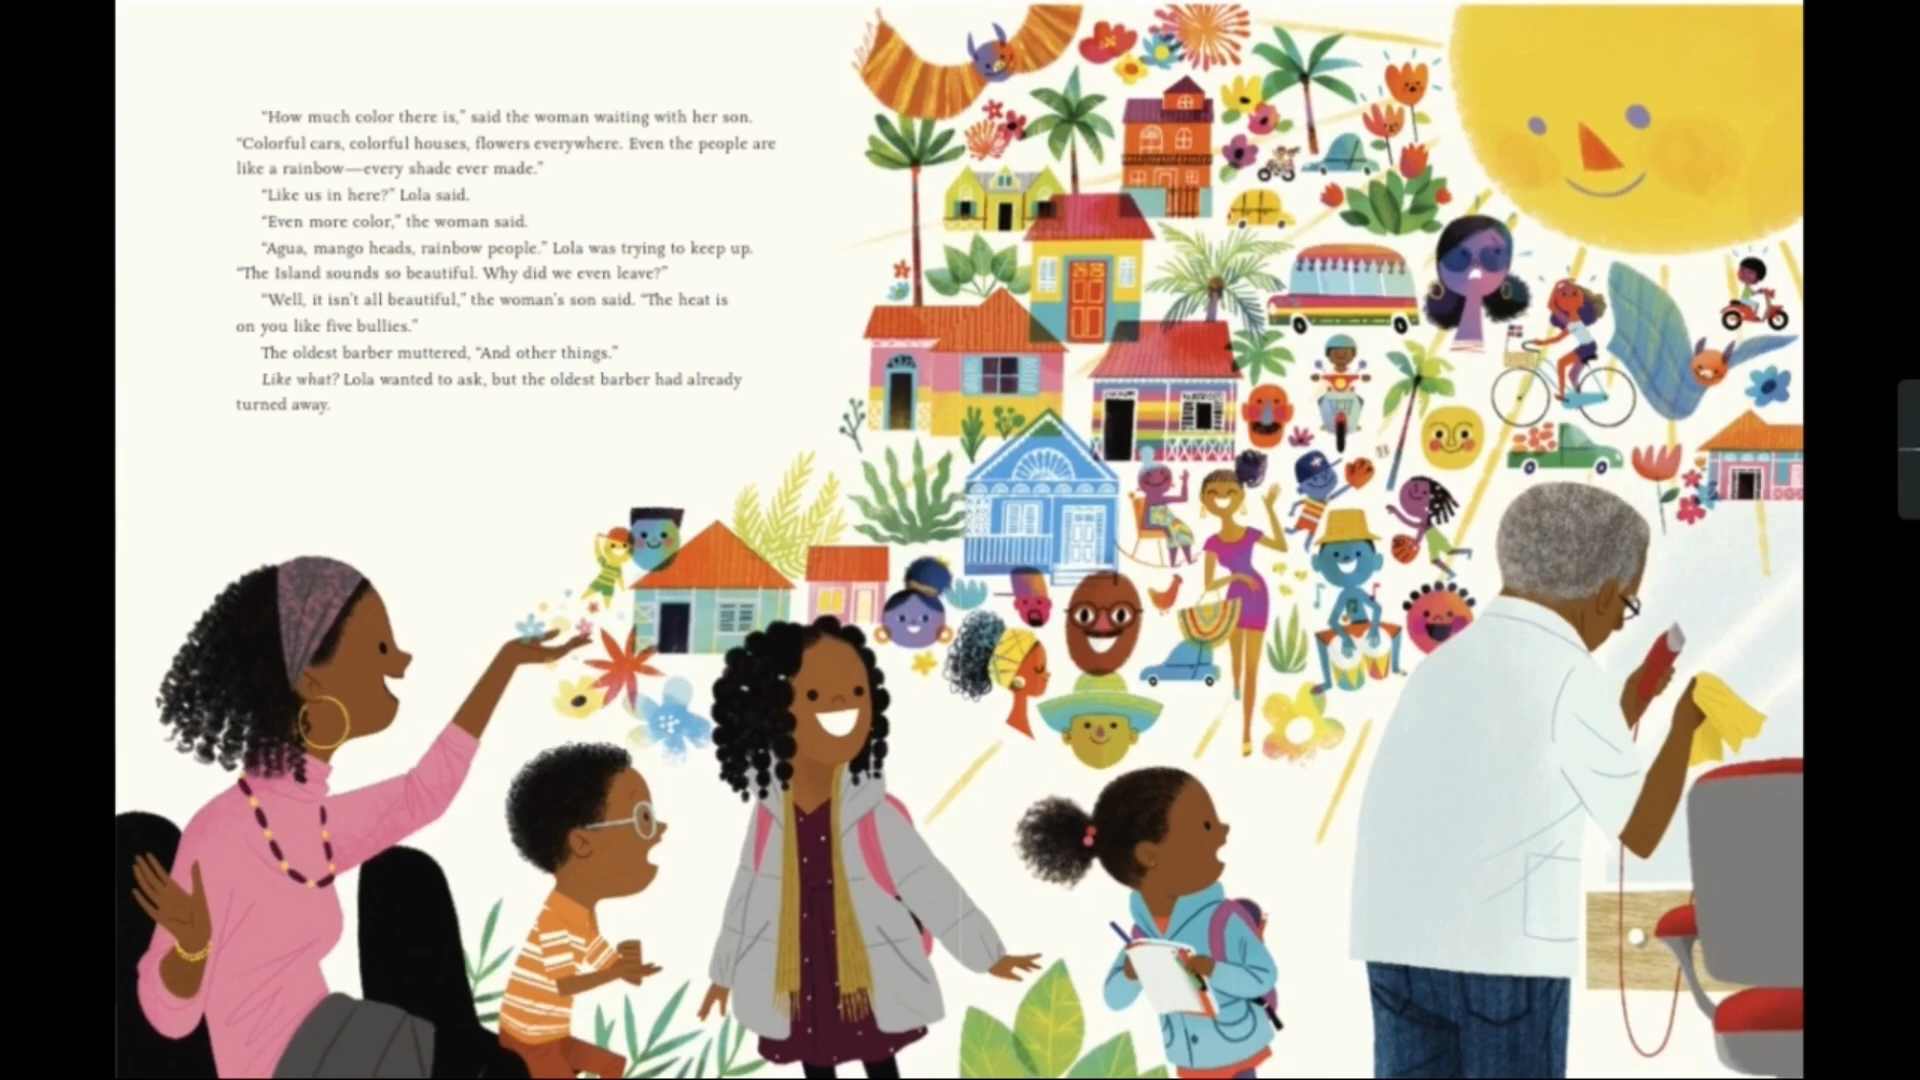 “How much color there is,” said the woman waiting with her son.
“Colorful cars, colorful houses, flowers everywhere. Even the people are
like a rainbow—every shade ever made.”
“Like us in here?” Lola said.
“Even more color,” the woman said.
“Agua, mango heads, rainbow people.” Lola was trying to keep up.
“The Island sounds so beautiful. Why did we even leave?”
“Well, it isn’t all beautiful,” the woman’s son said. “The heat is
on you like five bullies.”
The oldest barber muttered, “And other things.”
Like what? Lola wanted to ask, but the oldest barber had already
turned away.